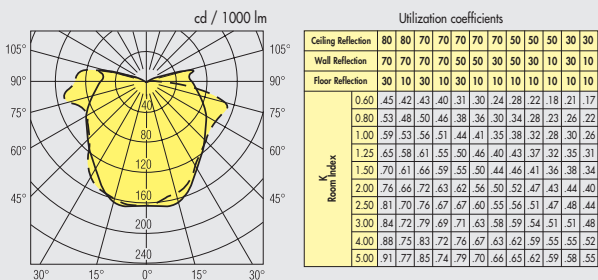 cd / 1000 lm
105° 105°
90° 90°
75° 75°
60° 60°
45° 45°
40
80
120
160
200
240
30° 15° 0° 15° 30°
Utilization coefficients
Ceiling Reflection 80 80 70 70 70 70 50 50 50 30 30
Wall Reflection 70 70 70 70 50 50 30 50 30 10 30 10
Floor Reflection 30 10 30 10 30 10 10 10 10 10 10 10
K Room Index
0.60 .45 .42 .43 .40 .31 .30 .24 .28 .22 .18 .21 .17
0.80 .53 .48 .50 .46 .38 .36 .30 .34 .28 .23 .26 .22
1.00 .59 .53 .56 .51 .44 .41 .35 .38 .32 .28 .30 .26
1.25 .65 .58 .61 .55 .50 .46 .40 .43 .37 .32 .35 .31
1.50 .70 .61 .66 .59 .55 .50 .44 .46 .41 .36 .38 .34
2.00 .76 .66 .72 .63 .62 .56 .50 .52 .47 .43 .44 .40
2.50 .81 .70 .76 .67 .67 .60 .55 .56 .51 .47 .48 .44
3.00 .84 .72 .79 .69 .71 .63 .58 .59 .54 .51 .51 .48
4.00 .88 .75 .83 .72 .76 .67 .63 .62 .59 .55 .55 .52
5.00 .91 .77 .85 .74 .79 .70 .66 .65 .62 .59 .58 .55